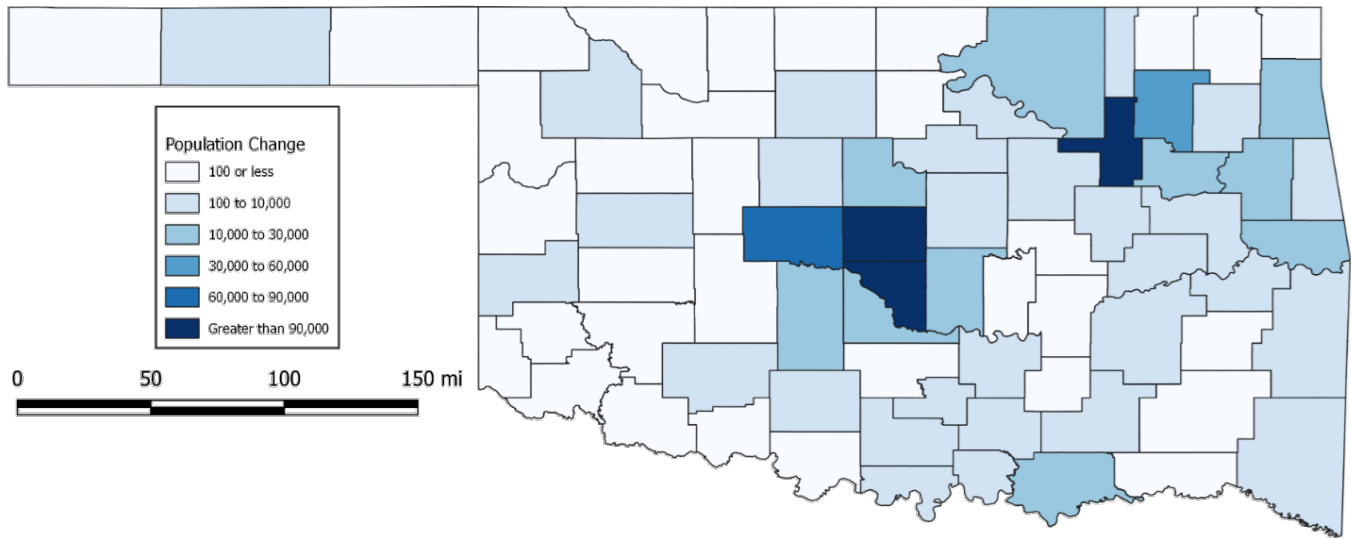 Population Change
100 or less
100 to 10,000
10,000 to 30,000
30,000 to 60,000
60,000 to 90,000
Greater than 90,000
0 50 100 150 mi